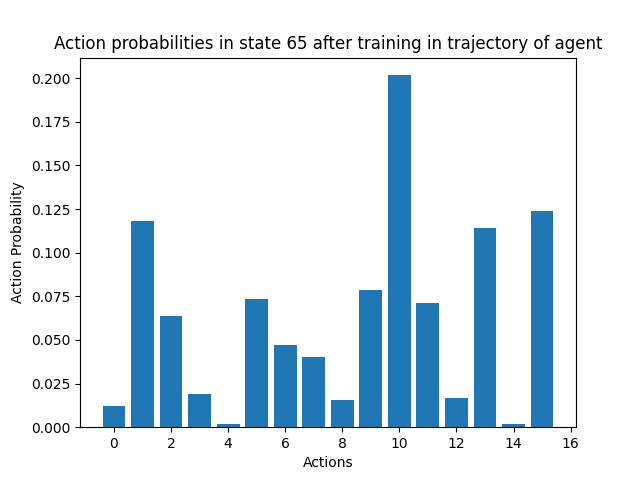 Action probabilities in state 65 after training in trajectory of agent
0.200
0.175
0.150
0.125
0.100
0.075
0.050
0.025
0.000
Action Probability
0 2 4 6 8 10 12 14 16
Actions